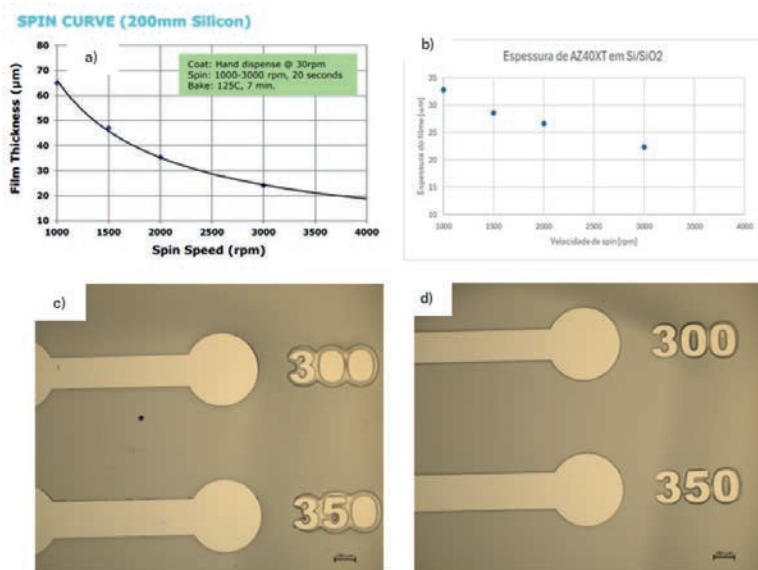 SPIN CURVE (200mm Silicon)
a)
Coat: Hand dispense @ 30rpm
Spin: 1000-3000 rpm, 20 seconds
Bake: 125C, 7 min.
Film Thickness (µm)
80
70
60
50
40
30
20
10
1000 1500 2000 2500 3000 3500 4000
Spin Speed (rpm)
b)
Espessura de AZ40XT em Si/SiO2
Espessura do filme [um]
35
30
25
20
15
10
1000 1500 2000 2500 3000 3500 4000
Velocidade de spin [rpm]
c)
300
350
d)
300
350